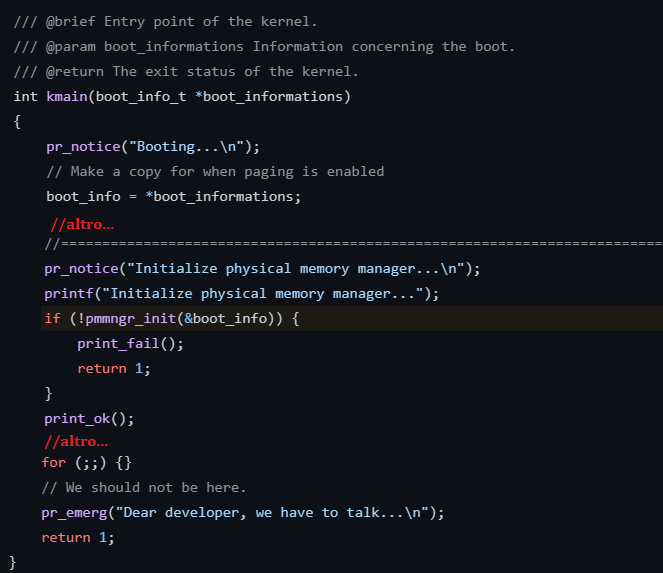 /// @brief Entry point of the kernel.
/// @param boot_informations Information concerning the boot.
/// @return The exit status of the kernel.
int kmain(boot_info_t *boot_informations)
{
    pr_notice("Booting...\n");
    // Make a copy for when paging is enabled
    boot_info = *boot_informations;
    //altro...
    //==========================================================================
    pr_notice("Initialize physical memory manager...\n");
    printf("Initialize physical memory manager...");
    if (!pmmngr_init(&boot_info)) {
        print_fail();
        return 1;
    }
    print_ok();
    //altro...
    for (;;) {}
    // We should not be here.
    pr_emerg("Dear developer, we have to talk...\n");
    return 1;
}